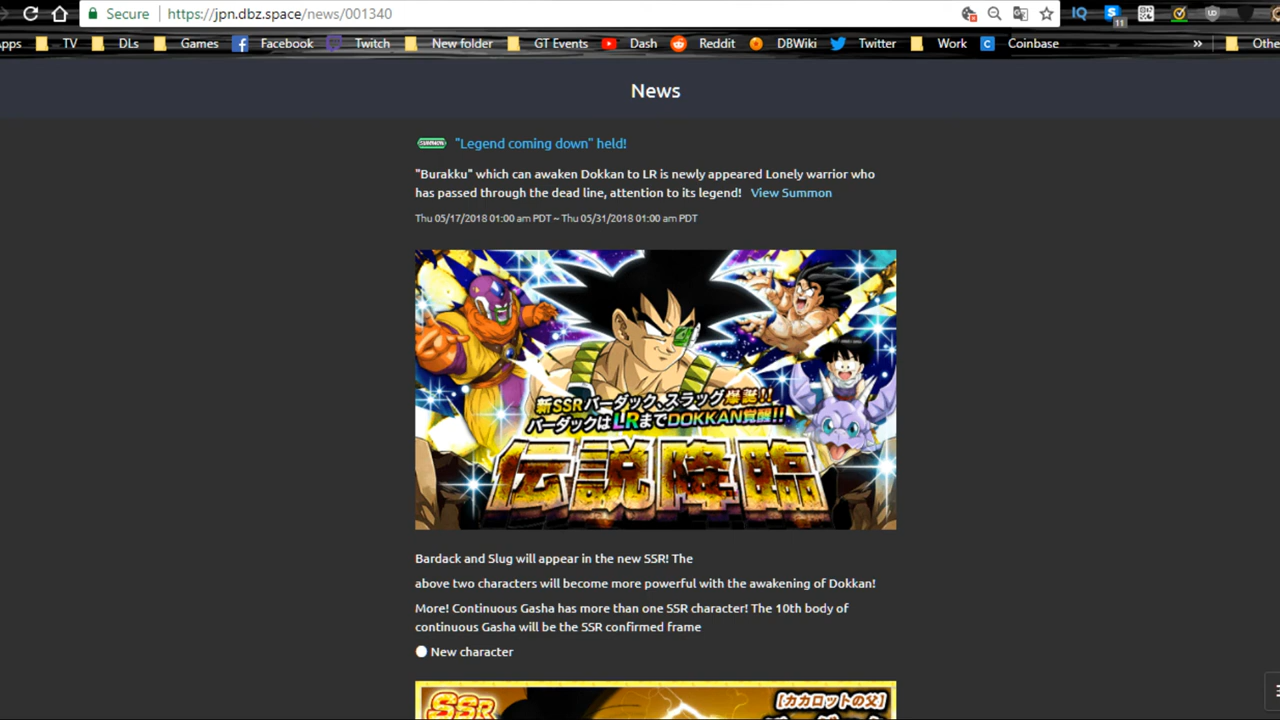 Secure
https://jpn.dbz.space/news/001340
11
Apps
TV
DLs
Games
Facebook
Twitch
New folder
GT Events
Dash
Reddit
DBWiki
Twitter
Work
Coinbase
»
News
SUMMON "Legend coming down" held!
"Burakku" which can awaken Dokkan to LR is newly appeared Lonely warrior who
has passed through the dead line, attention to its legend! View Summon
Thu 05/17/2018 01:00 am PDT ~ Thu 05/31/2018 01:00 am PDT
新SSRバーダック、スラッグ爆誕!!
バーダックはLRまでDOKKAN覚醒!!
伝説降臨
Bardack and Slug will appear in the new SSR! The
above two characters will become more powerful with the awakening of Dokkan!
More! Continuous Gasha has more than one SSR character! The 10th body of
continuous Gasha will be the SSR confirmed frame
New character
SSR
[カカロットの父]